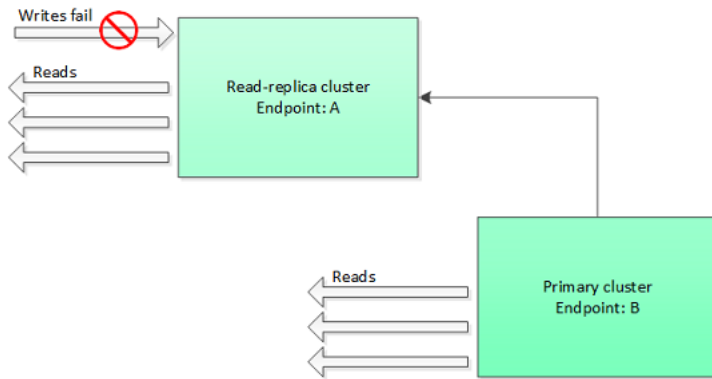 Writes fail
Reads
Read-replica cluster
Endpoint: A
Reads
Primary cluster
Endpoint: B